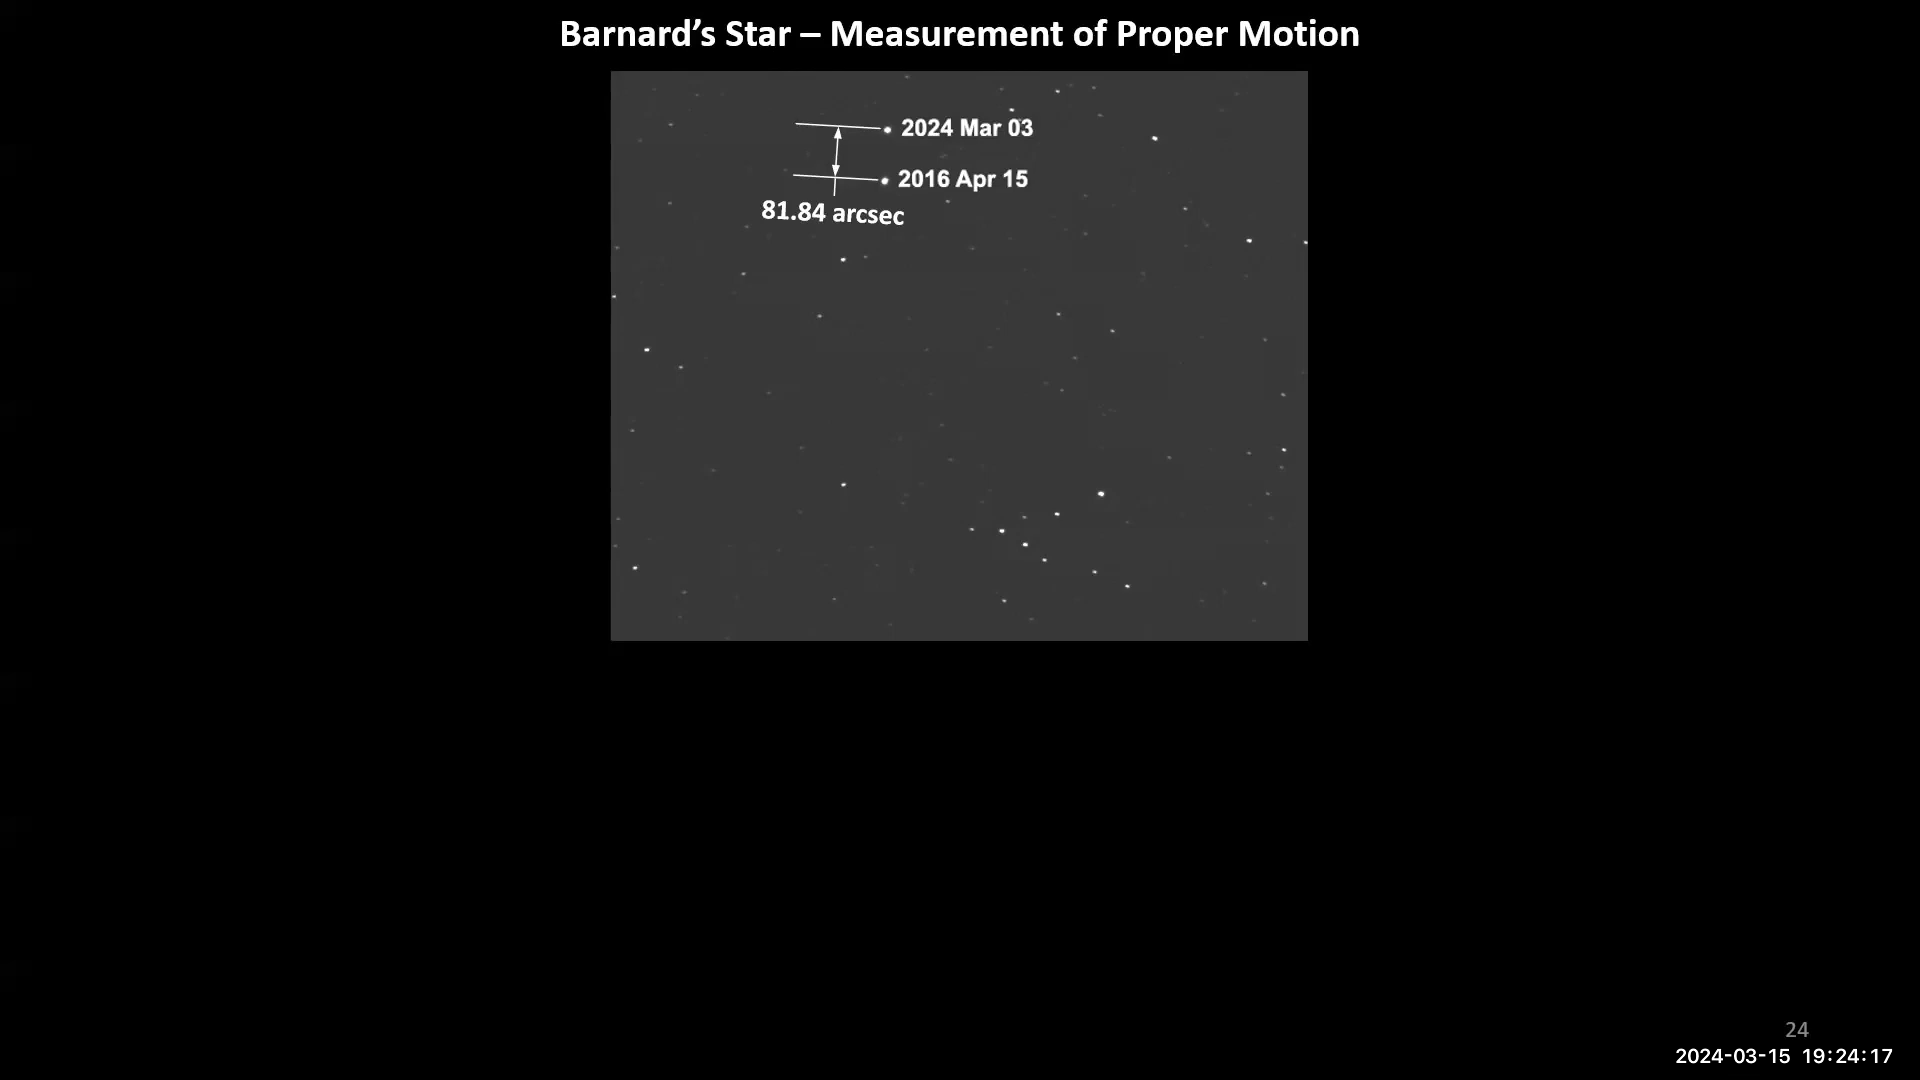 Barnard’s Star – Measurement of Proper Motion
2024 Mar 03
2016 Apr 15
81.84 arcsec
24
2024-03-15 19:24:17